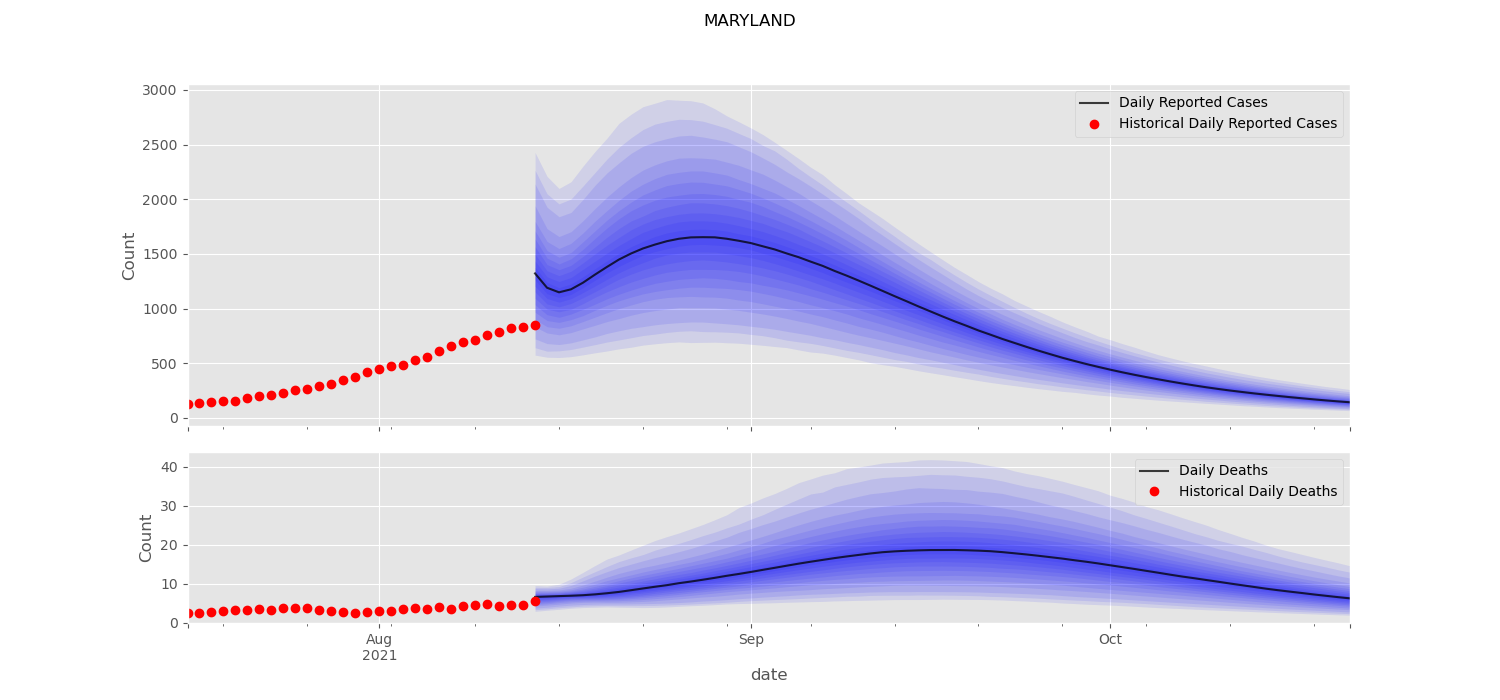 MARYLAND
3000
2500
2000
1500
1000
500
0
Count
Daily Reported Cases
Historical Daily Reported Cases
40
30
20
10
0
Count
Daily Deaths
Historical Daily Deaths
Aug
2021
Sep
Oct
date